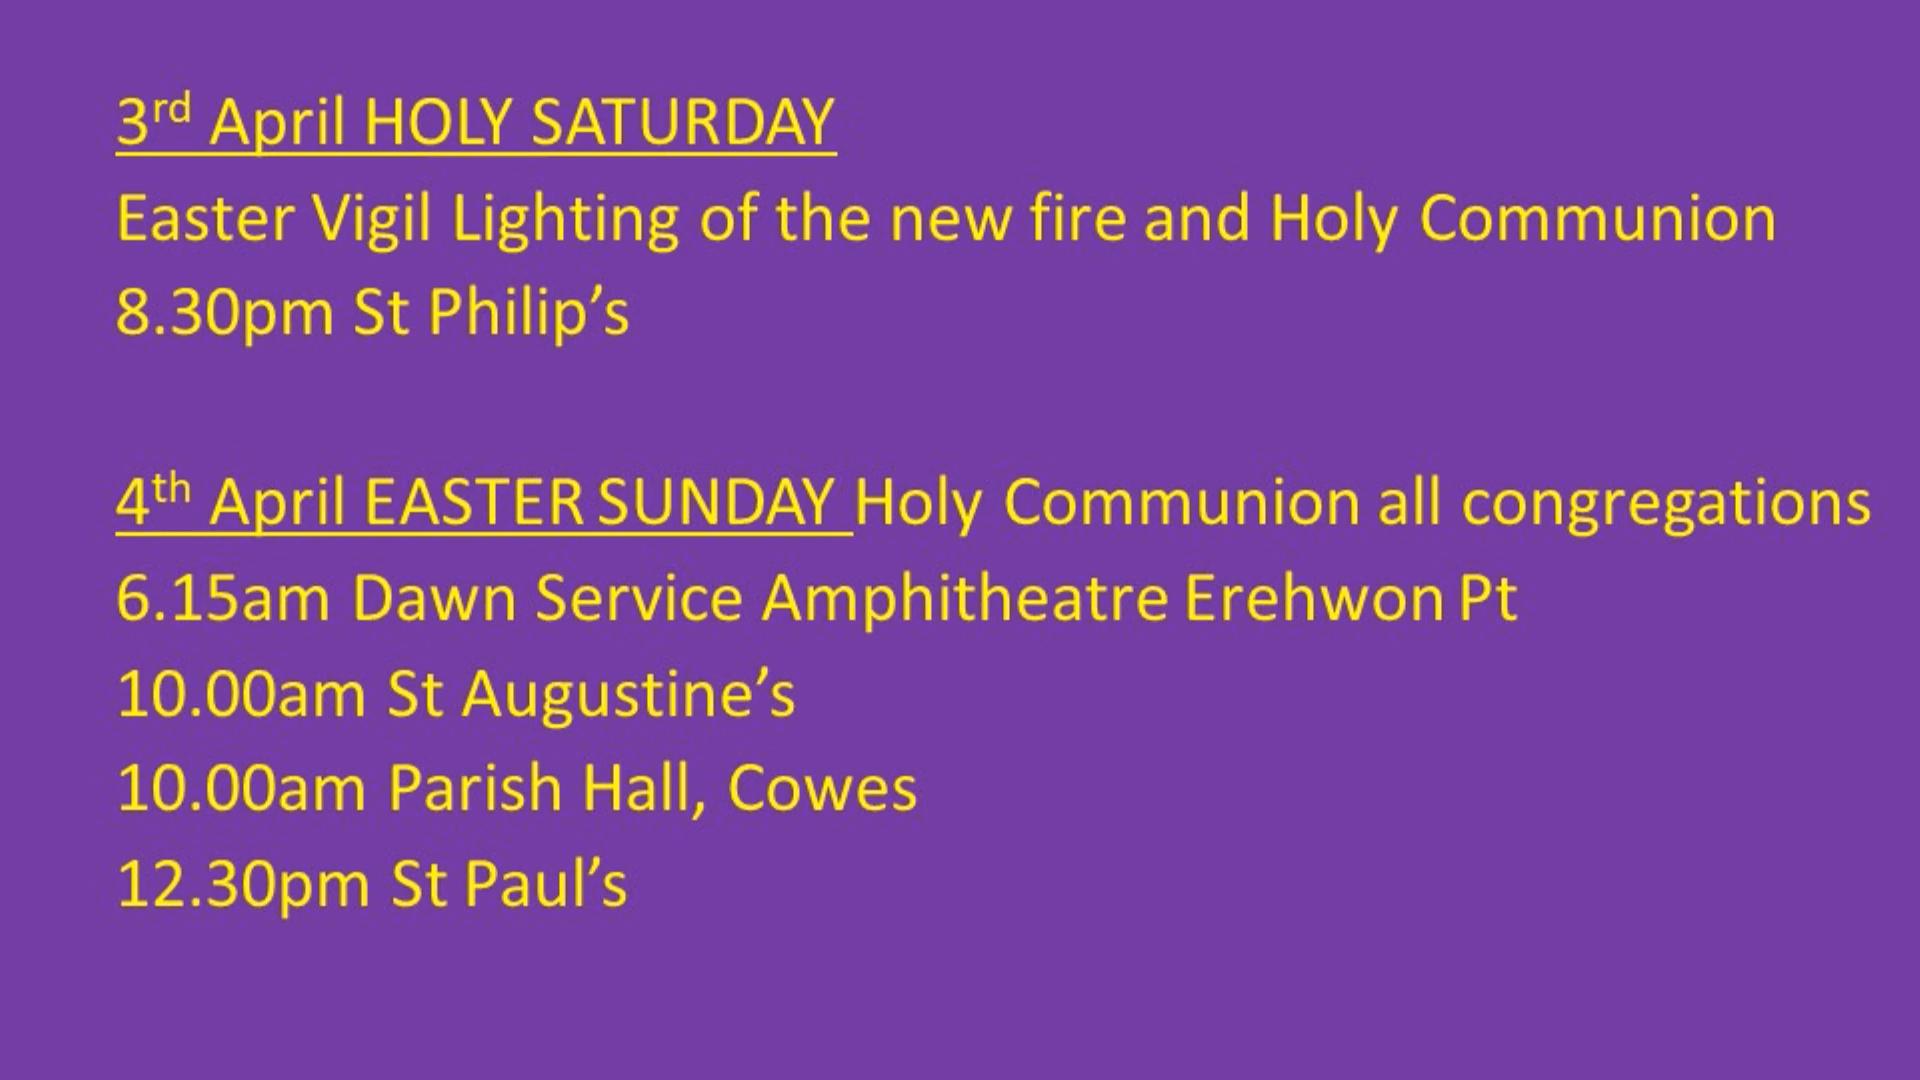 3rd April HOLY SATURDAY
Easter Vigil Lighting of the new fire and Holy Communion
8.30pm St Philip’s
4th April EASTER SUNDAY Holy Communion all congregations
6.15am Dawn Service Amphitheatre Erehwon Pt
10.00am St Augustine’s
10.00am Parish Hall, Cowes
12.30pm St Paul’s